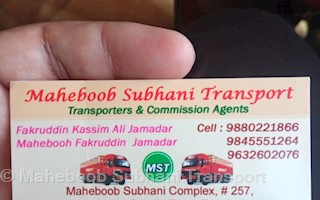 Maheboob Subhani Transport
Transporters & Commission Agents
Fakruddin Kassim Ali Jamadar Cell : 9880221866
Mahebooh Fakruddin Jamadar 9845551264
9632602076
MST
Maheboob Subhani Complex, # 257,
© Maheboob Subhani Transport